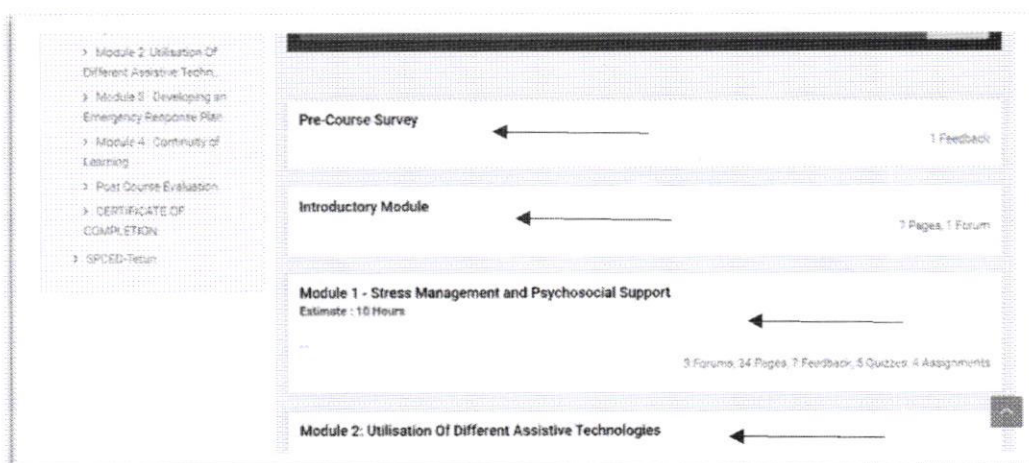 > Module 2 Utilisation Of
Different Assistive Techn...
> Module 3 : Developing an
Emergency Response Plan
> Module 4 : Continuity of
Learning
> Post Course Evaluation
> CERTIFICATE OF
COMPLETION
> SPCED-Tetun
Pre-Course Survey
1 Feedback
Introductory Module
7 Pages, 1 Forum
Module 1 - Stress Management and Psychosocial Support
Estimate : 10 Hours
...
3 Forums, 34 Pages, 7 Feedback, 5 Quizzes, 4 Assignments
Module 2: Utilisation Of Different Assistive Technologies